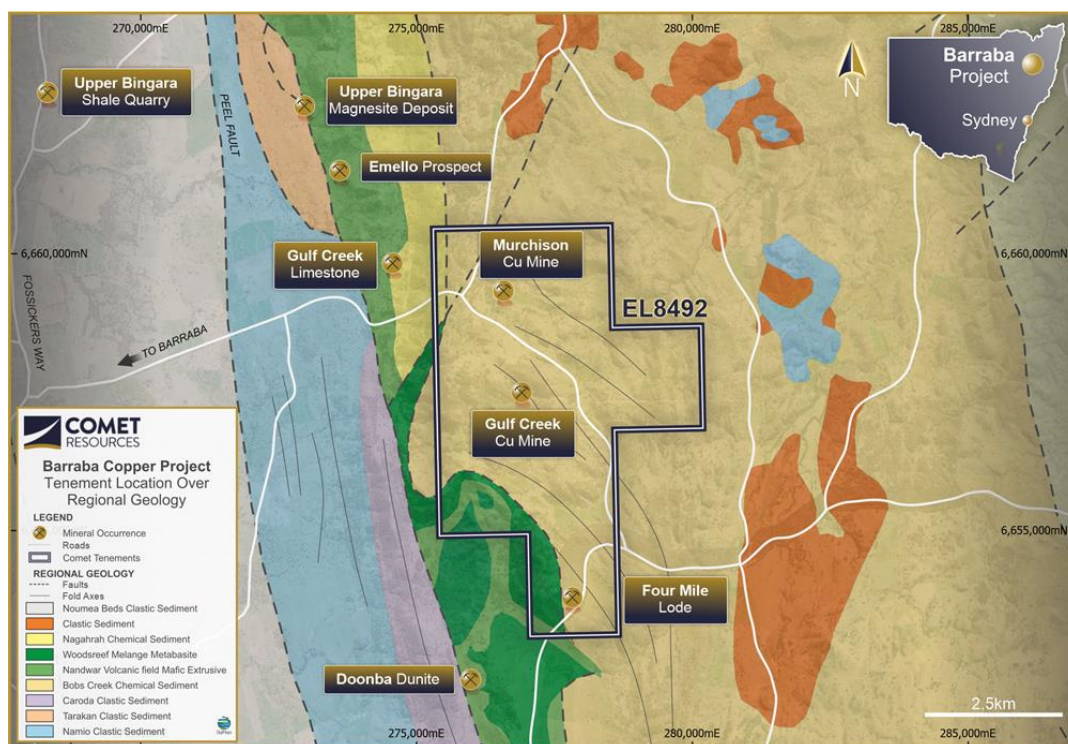 270,000mE
275,000mE
280,000mE
285,000mE
Upper Bingara
Shale Quarry
PEEL FAULT
Upper Bingara
Magnesite Deposit
N
Barraba
Project
Sydney
Emello Prospect
6,660,000mN
Gulf Creek
Limestone
Murchison
Cu Mine
6,660,000mN
EL8492
FOSSICKERS WAY
TO BARRABA
Gulf Creek
Cu Mine
COMET
RESOURCES
Barraba Copper Project
Tenement Location Over
Regional Geology
LEGEND
Mineral Occurrence
Roads
Comet Tenements
REGIONAL GEOLOGY
Faults
Fold Axes
Noumea Beds Clastic Sediment
Clastic Sediment
Nagahrah Chemical Sediment
Woodsreef Melange Metabasite
Nandwar Volcanic field Mafic Extrusive
Bobs Creek Chemical Sediment
Caroda Clastic Sediment
Tarakan Clastic Sediment
Namio Clastic Sediment
6,655,000mN
Four Mile
Lode
Doonba Dunite
2.5km
275,000mE
280,000mE
285,000mE